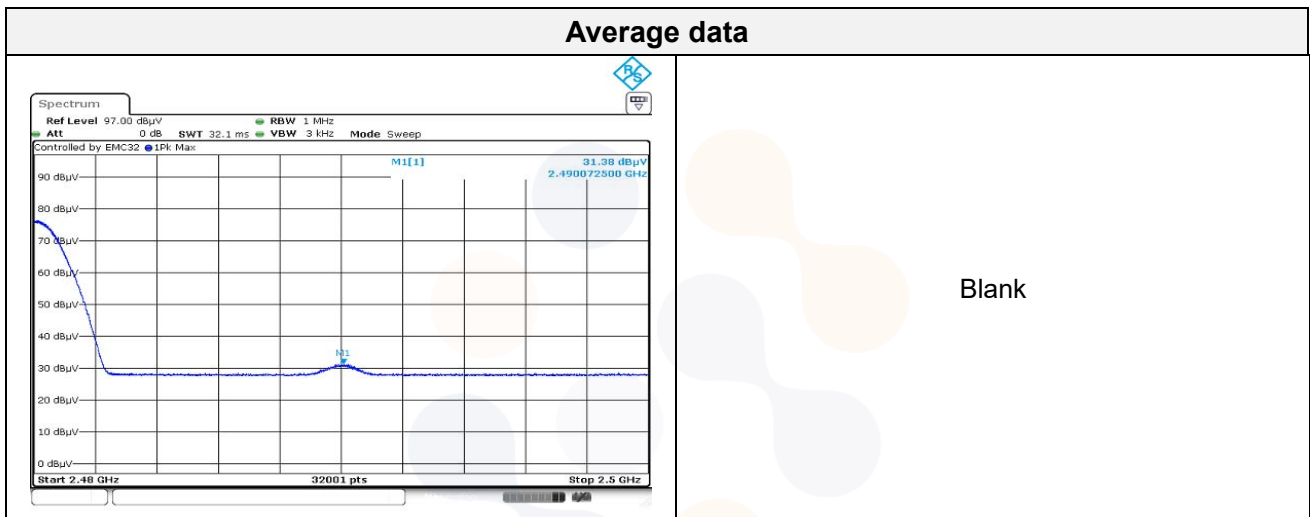 Average data
R S
Spectrum
Ref Level 97.00 dBµV RBW 1 MHz
Att 0 dB SWT 32.1 ms VBW 3 kHz Mode Sweep
Controlled by EMC32 1Pk Max
M1[1] 31.38 dBµV
2.490072500 GHz
90 dBµV
80 dBµV
70 dBµV
60 dBµV
50 dBµV
40 dBµV
M1
30 dBµV
20 dBµV
10 dBµV
0 dBµV
Start 2.48 GHz 32001 pts Stop 2.5 GHz
Blank